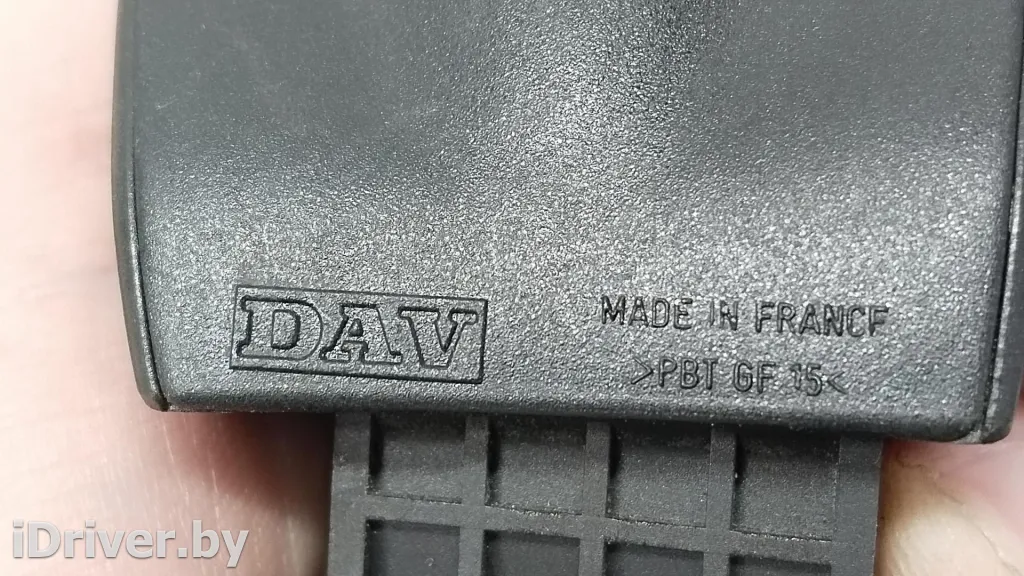 DAV
MADE IN FRANCE
>PBT GF 15<
iDriver.by